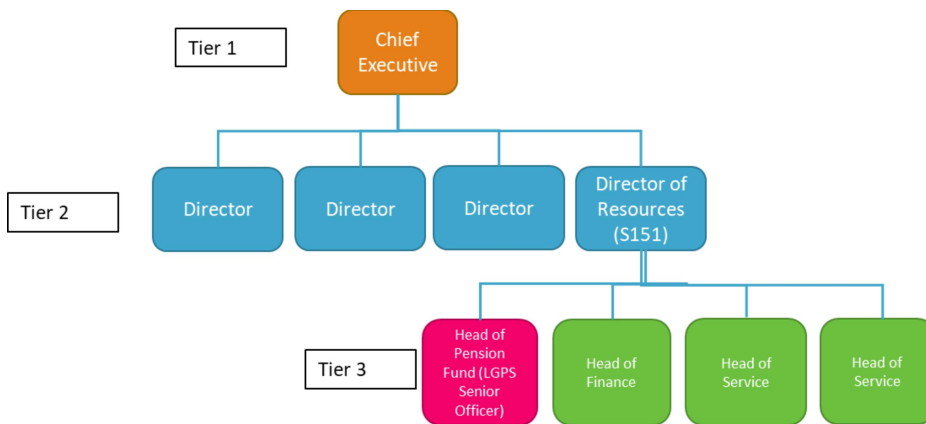 Tier 1
Chief
Executive
Tier 2
Director
Director
Director
Director of
Resources
(S151)
Tier 3
Head of
Pension
Fund (LGPS
Senior
Officer)
Head of
Finance
Head of
Service
Head of
Service